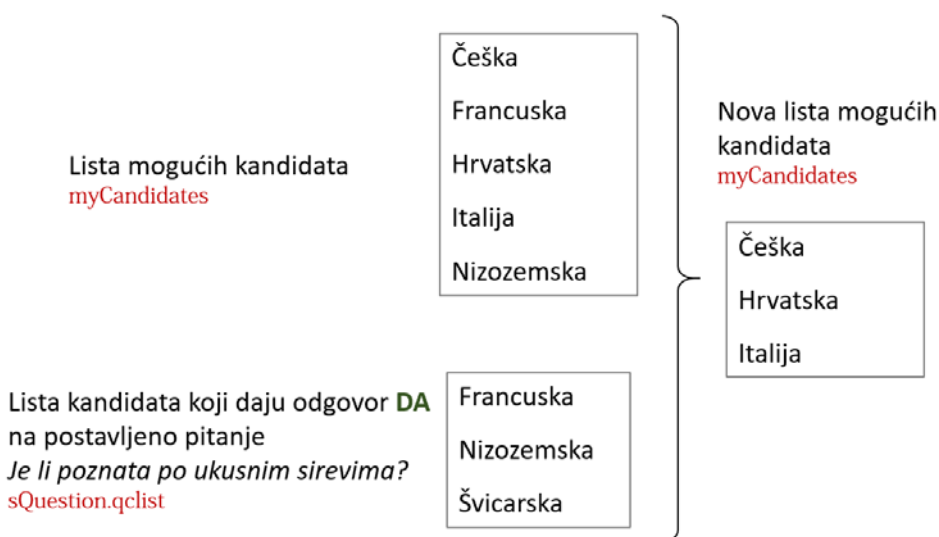 Lista mogućih kandidata
myCandidates
Češka
Francuska
Hrvatska
Italija
Nizozemska
Lista kandidata koji daju odgovor DA
na postavljeno pitanje
Je li poznata po ukusnim sirevima?
sQuestion.qclist
Francuska
Nizozemska
Švicarska
Nova lista mogućih
kandidata
myCandidates
Češka
Hrvatska
Italija